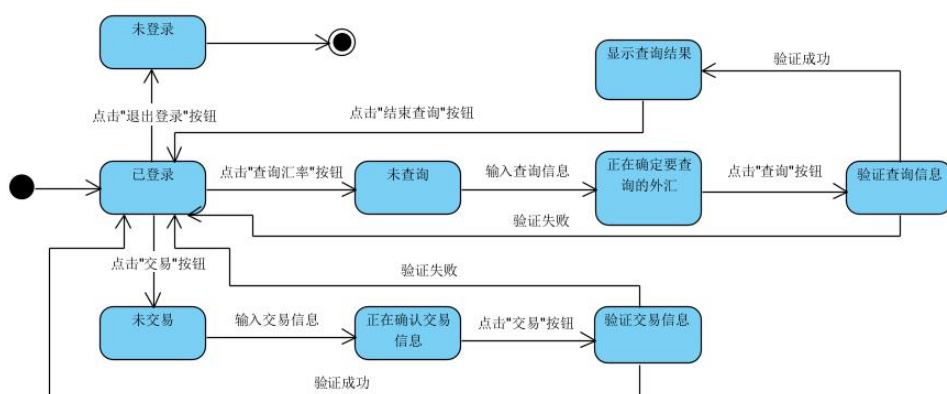 未登录
显示查询结果
验证成功
点击"退出登录"按钮
点击"结束查询"按钮
已登录
点击"查询汇率"按钮
未查询
输入查询信息
正在确定要查
询的外汇
点击"查询"按钮
验证查询信息
验证失败
点击"交易"按钮
验证失败
未交易
输入交易信息
正在确认交易
信息
点击"交易"按钮
验证交易信息
验证成功